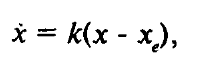 ẋ = k(x - xₑ),